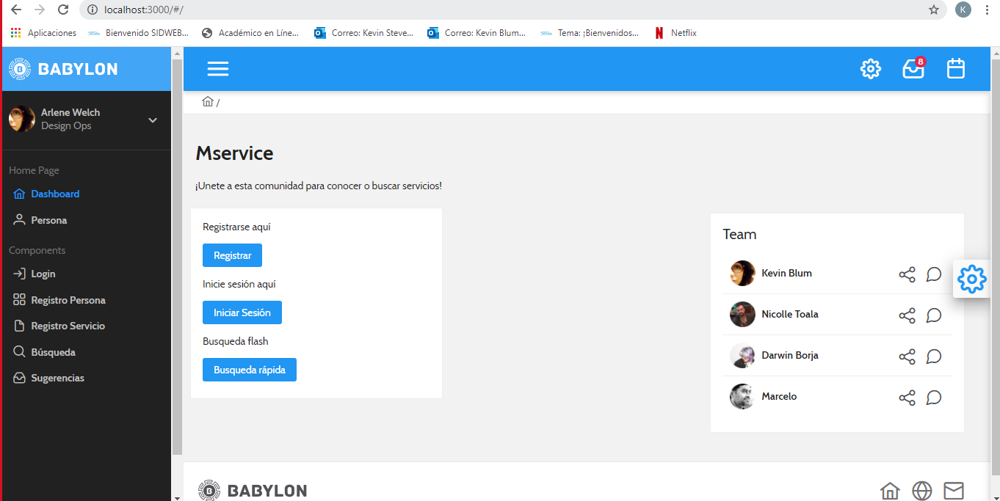 localhost:3000/#/
K
Aplicaciones
Bienvenido SIDWEB...
Académico en Líne...
Correo: Kevin Steve...
Correo: Kevin Blum...
Tema: ¡Bienvenidos...
Netflix
B BABYLON
8
Arlene Welch
Design Ops
/
Home Page
Dashboard
Persona
Components
Login
Registro Persona
Registro Servicio
Búsqueda
Sugerencias
Mservice
¡Unete a esta comunidad para conocer o buscar servicios!
Registrarse aquí
Registrar
Inicie sesión aquí
Iniciar Sesión
Busqueda flash
Busqueda rápida
Team
Kevin Blum
Nicolle Toala
Darwin Borja
Marcelo
B BABYLON